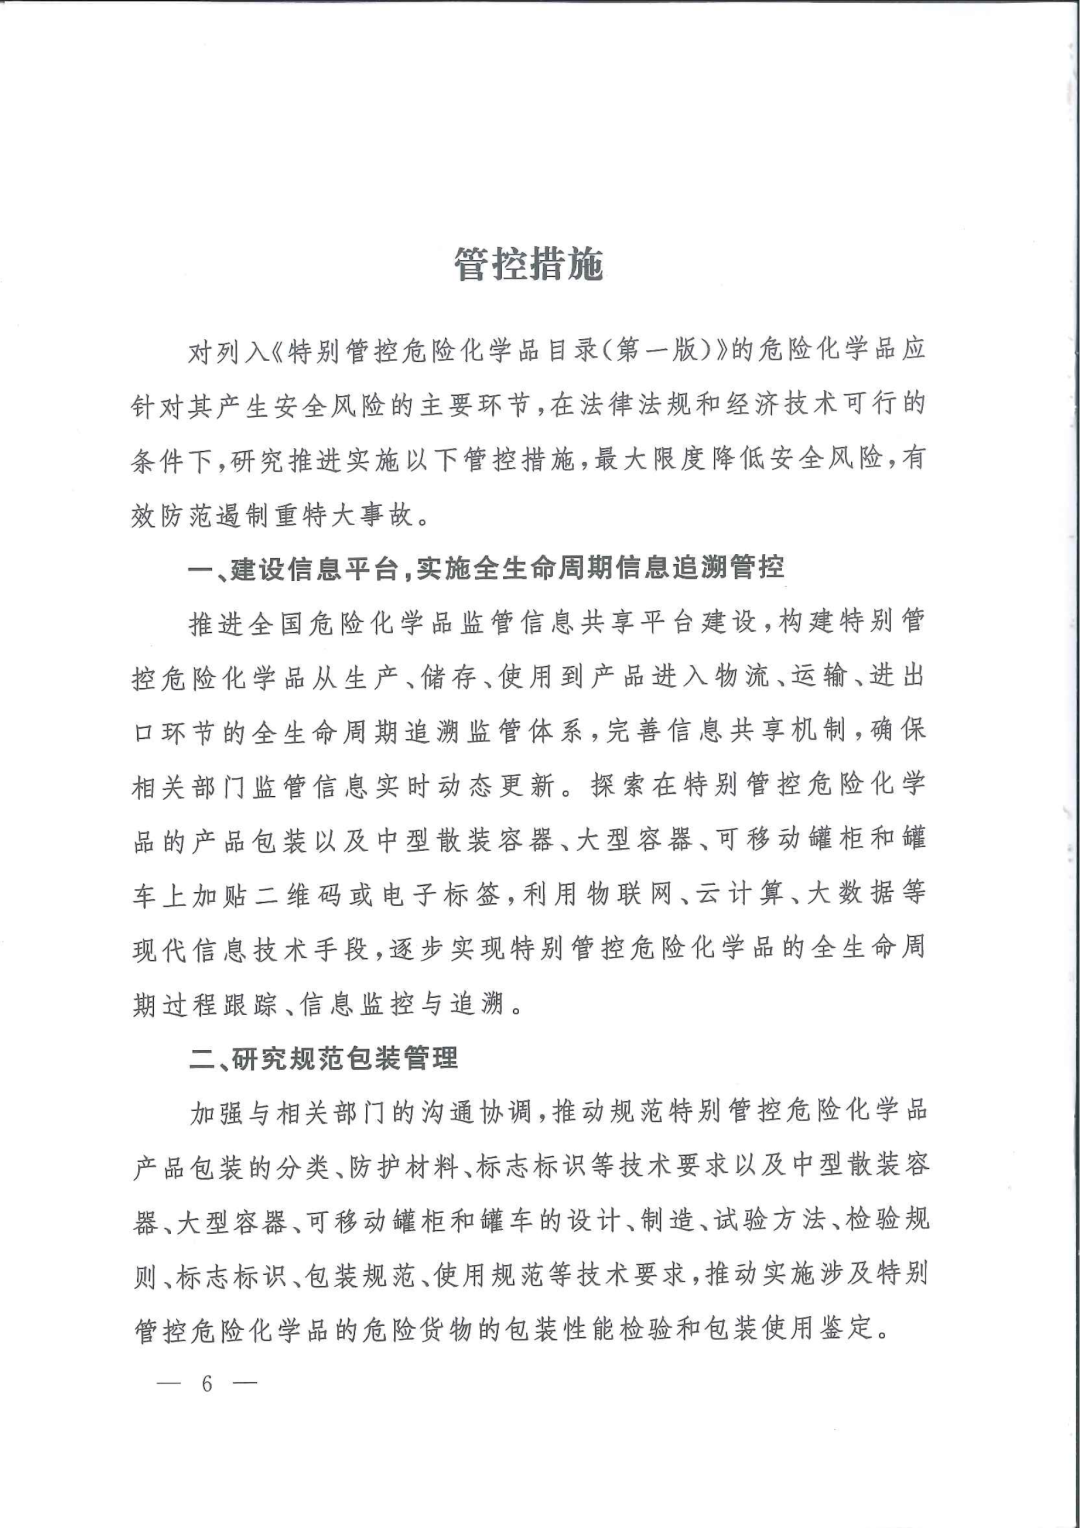 管控措施
对列入《特别管控危险化学品目录(第一版)》的危险化学品应
针对其产生安全风险的主要环节,在法律法规和经济技术可行的
条件下,研究推进实施以下管控措施,最大限度降低安全风险,有
效防范遏制重特大事故。
一、建设信息平台,实施全生命周期信息追溯管控
推进全国危险化学品监管信息共享平台建设,构建特别管
控危险化学品从生产、储存、使用到产品进入物流、运输、进出
口环节的全生命周期追溯监管体系,完善信息共享机制,确保
相关部门监管信息实时动态更新。探索在特别管控危险化学
品的产品包装以及中型散装容器、大型容器、可移动罐柜和罐
车上加贴二维码或电子标签,利用物联网、云计算、大数据等
现代信息技术手段,逐步实现特别管控危险化学品的全生命周
期过程跟踪、信息监控与追溯。
二、研究规范包装管理
加强与相关部门的沟通协调,推动规范特别管控危险化学品
产品包装的分类、防护材料、标志标识等技术要求以及中型散装容
器、大型容器、可移动罐柜和罐车的设计、制造、试验方法、检验规
则、标志标识、包装规范、使用规范等技术要求,推动实施涉及特别
管控危险化学品的危险货物的包装性能检验和包装使用鉴定。
— 6 —